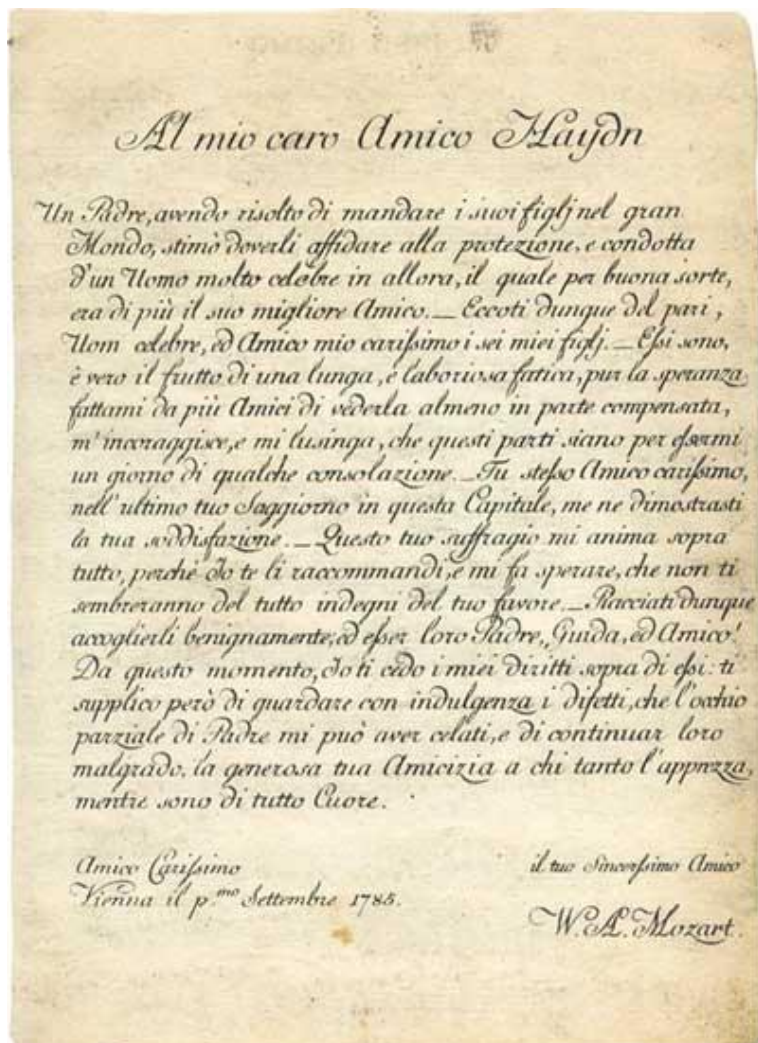 Al mio caro Amico Haydn
Un Padre, avendo risolto di mandare i suoi figlj nel gran
Mondo, stimò doverli affidare alla protezione, e condotta
d'un Uomo molto celebre in allora, il quale per buona sorte,
era di più il suo migliore Amico. — Eccoti dunque del pari,
Uom celebre, ed Amico mio carissimo i sei miei figlj. — Essi sono,
è vero il frutto di una lunga, e laboriosa fatica, pur la speranza
fattami da più Amici di vederla almeno in parte compensata,
m'incoraggisce, e mi lusinga, che questi parti siano per essermi
un giorno di qualche consolazione. — Tu stesso Amico carissimo,
nell'ultimo tuo Soggiorno in questa Capitale, me ne dimostrasti
la tua soddisfazione. — Questo tuo suffragio mi anima sopra
tutto, perchè Io te li raccommandi, e mi fa sperare, che non ti
sembreranno del tutto indegni del tuo favore. — Piacciati dunque
accoglierli benignamente, ed esser loro Padre, Guida, ed Amico!
Da questo momento, Io ti cedo i miei diritti sopra di essi: ti
supplico però di guardare con indulgenza i difetti, che l'occhio
parziale di Padre mi può aver celati, e di continuar loro
malgrado, la generosa tua Amicizia a chi tanto l'apprezza,
mentre sono di tutto Cuore.
Amico Carissimo il tuo Sincerissimo Amico
Vienna il p.mo Settembre 1785.
W. A. Mozart.